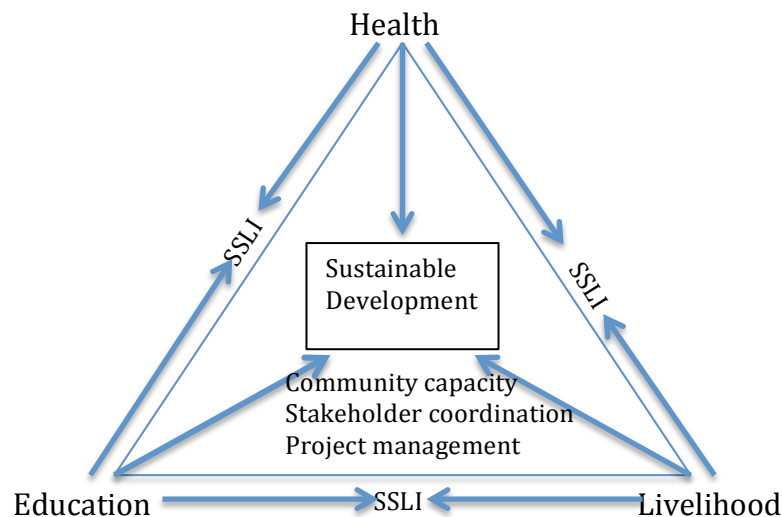 Health
SSLI
SSLI
Sustainable
Development
Community capacity
Stakeholder coordination
Project management
Education
SSLI
Livelihood